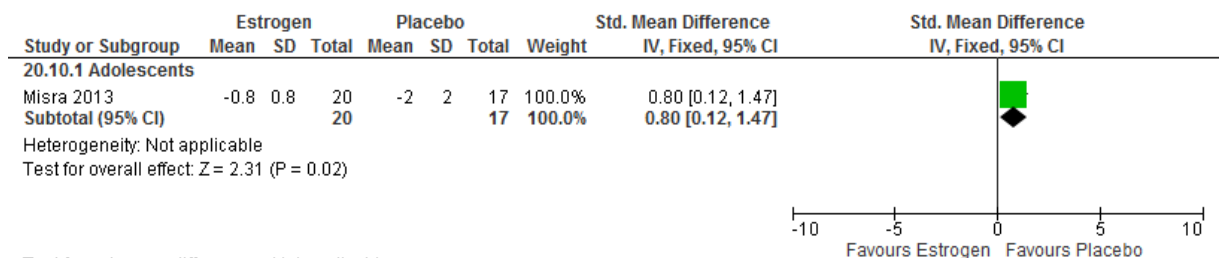 Estrogen Placebo Std. Mean Difference Std. Mean Difference
Study or Subgroup Mean SD Total Mean SD Total Weight IV, Fixed, 95% CI IV, Fixed, 95% CI
20.10.1 Adolescents
Misra 2013 -0.8 0.8 20 -2 2 17 100.0% 0.80 [0.12, 1.47]
Subtotal (95% CI) 20 17 100.0% 0.80 [0.12, 1.47]
Heterogeneity: Not applicable
Test for overall effect: Z = 2.31 (P = 0.02)
-10 -5 0 5 10
Favours Estrogen Favours Placebo